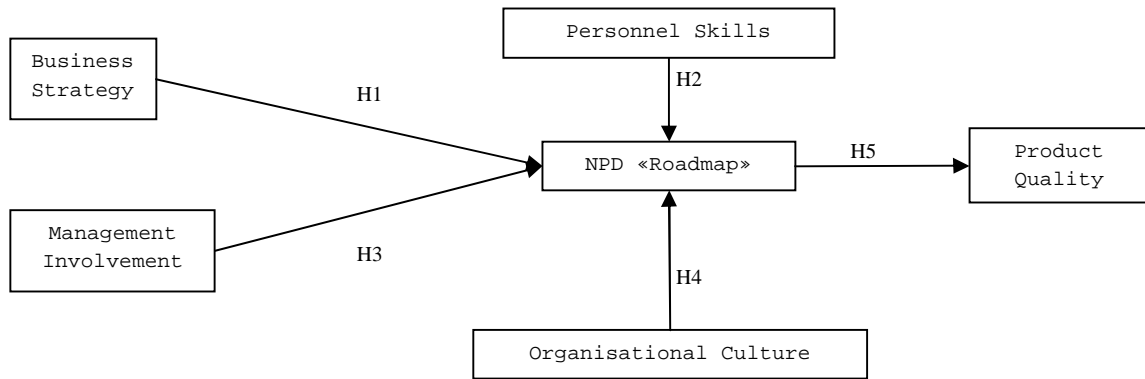 Personnel Skills
Business
Strategy
H1
H2
NPD «Roadmap»
H5
Product
Quality
Management
Involvement
H3
H4
Organisational Culture